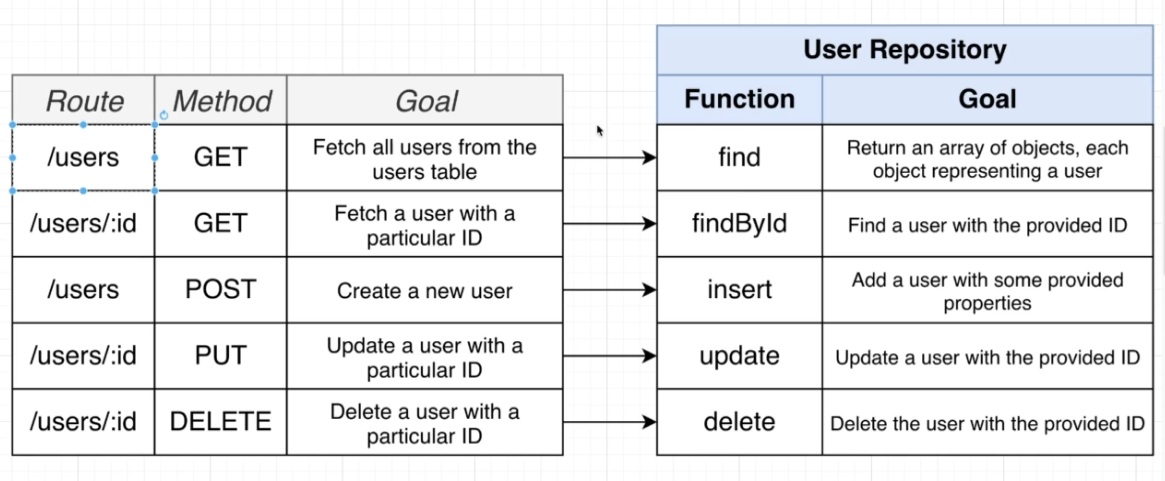 User Repository
Route Method Goal
Function Goal
/users GET Fetch all users from the
users table
find Return an array of objects, each
object representing a user
/users/:id GET Fetch a user with a
particular ID
findById Find a user with the provided ID
/users POST Create a new user
insert Add a user with some provided
properties
/users/:id PUT Update a user with a
particular ID
update Update a user with the provided ID
/users/:id DELETE Delete a user with a
particular ID
delete Delete the user with the provided ID